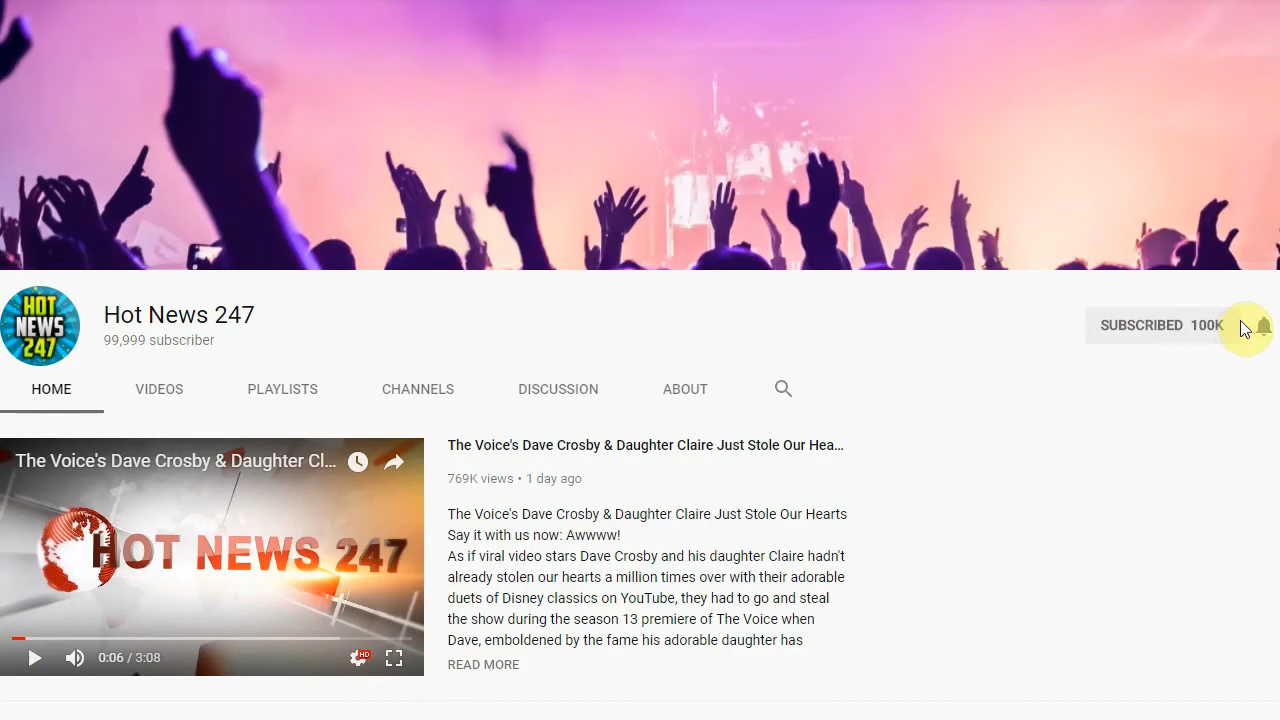 HOT
NEWS
247
Hot News 247
99,999 subscriber
SUBSCRIBED 100K
HOME VIDEOS PLAYLISTS CHANNELS DISCUSSION ABOUT
The Voice's Dave Crosby & Daughter Cl...
HOT NEWS 247
HD
0:06 / 3:08
The Voice's Dave Crosby & Daughter Claire Just Stole Our Hea...
769K views • 1 day ago
The Voice's Dave Crosby & Daughter Claire Just Stole Our Hearts
Say it with us now: Awwww!
As if viral video stars Dave Crosby and his daughter Claire hadn't
already stolen our hearts a million times over with their adorable
duets of Disney classics on YouTube, they had to go and steal
the show during the season 13 premiere of The Voice when
Dave, emboldened by the fame his adorable daughter has
READ MORE